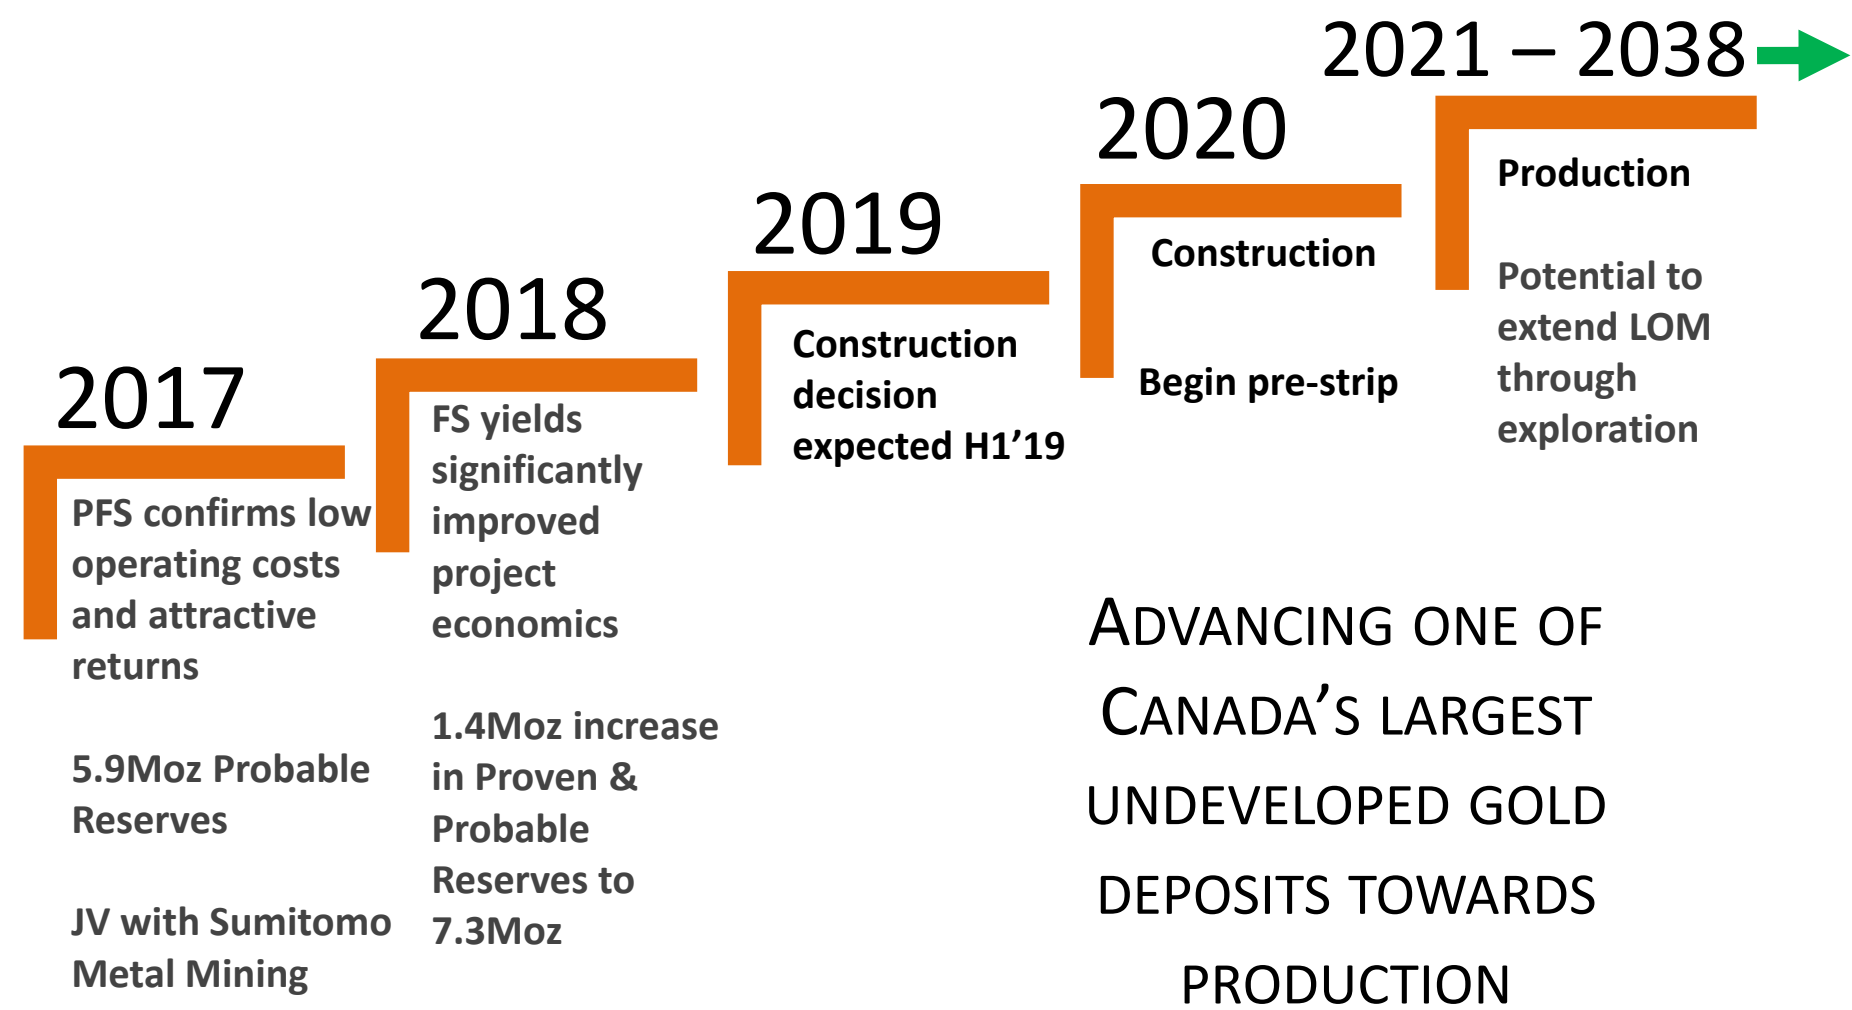 2017
PFS confirms low
operating costs
and attractive
returns
5.9Moz Probable
Reserves
JV with Sumitomo
Metal Mining
2018
FS yields
significantly
improved
project
economics
1.4Moz increase
in Proven &
Probable
Reserves to
7.3Moz
2019
Construction
decision
expected H1’19
2020
Construction
Begin pre-strip
2021 – 2038
Production
Potential to
extend LOM
through
exploration
ADVANCING ONE OF
CANADA’S LARGEST
UNDEVELOPED GOLD
DEPOSITS TOWARDS
PRODUCTION